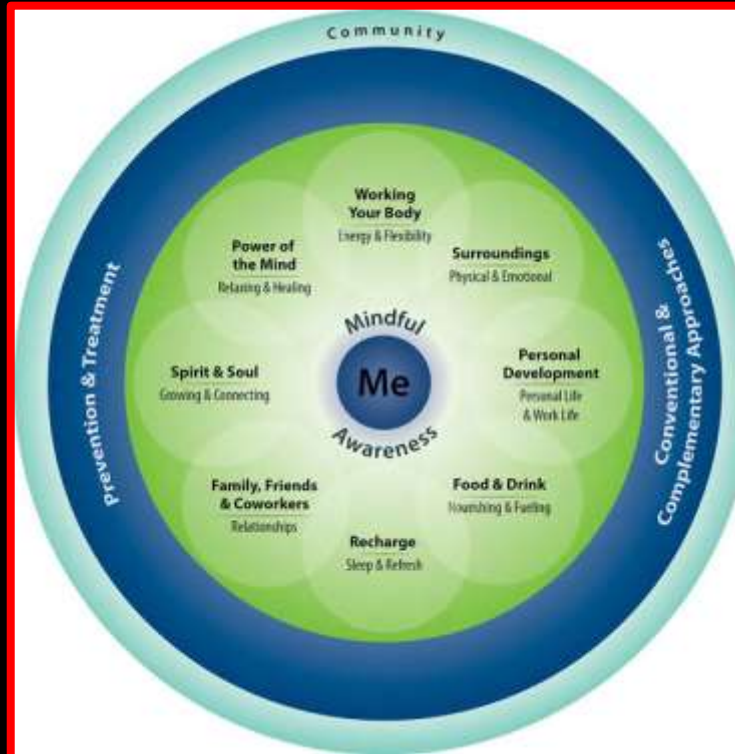 Community
Working
Your Body
Energy & Flexibility
Surroundings
Physical & Emotional
Personal
Development
Personal Life
& Work Life
Food & Drink
Nourishing & Fueling
Recharge
Sleep & Refresh
Family, Friends
& Coworkers
Relationships
Spirit & Soul
Growing & Connecting
Power of
the Mind
Relaxing & Healing
Mindful
Me
Awareness
Prevention & Treatment
Conventional &
Complementary Approaches